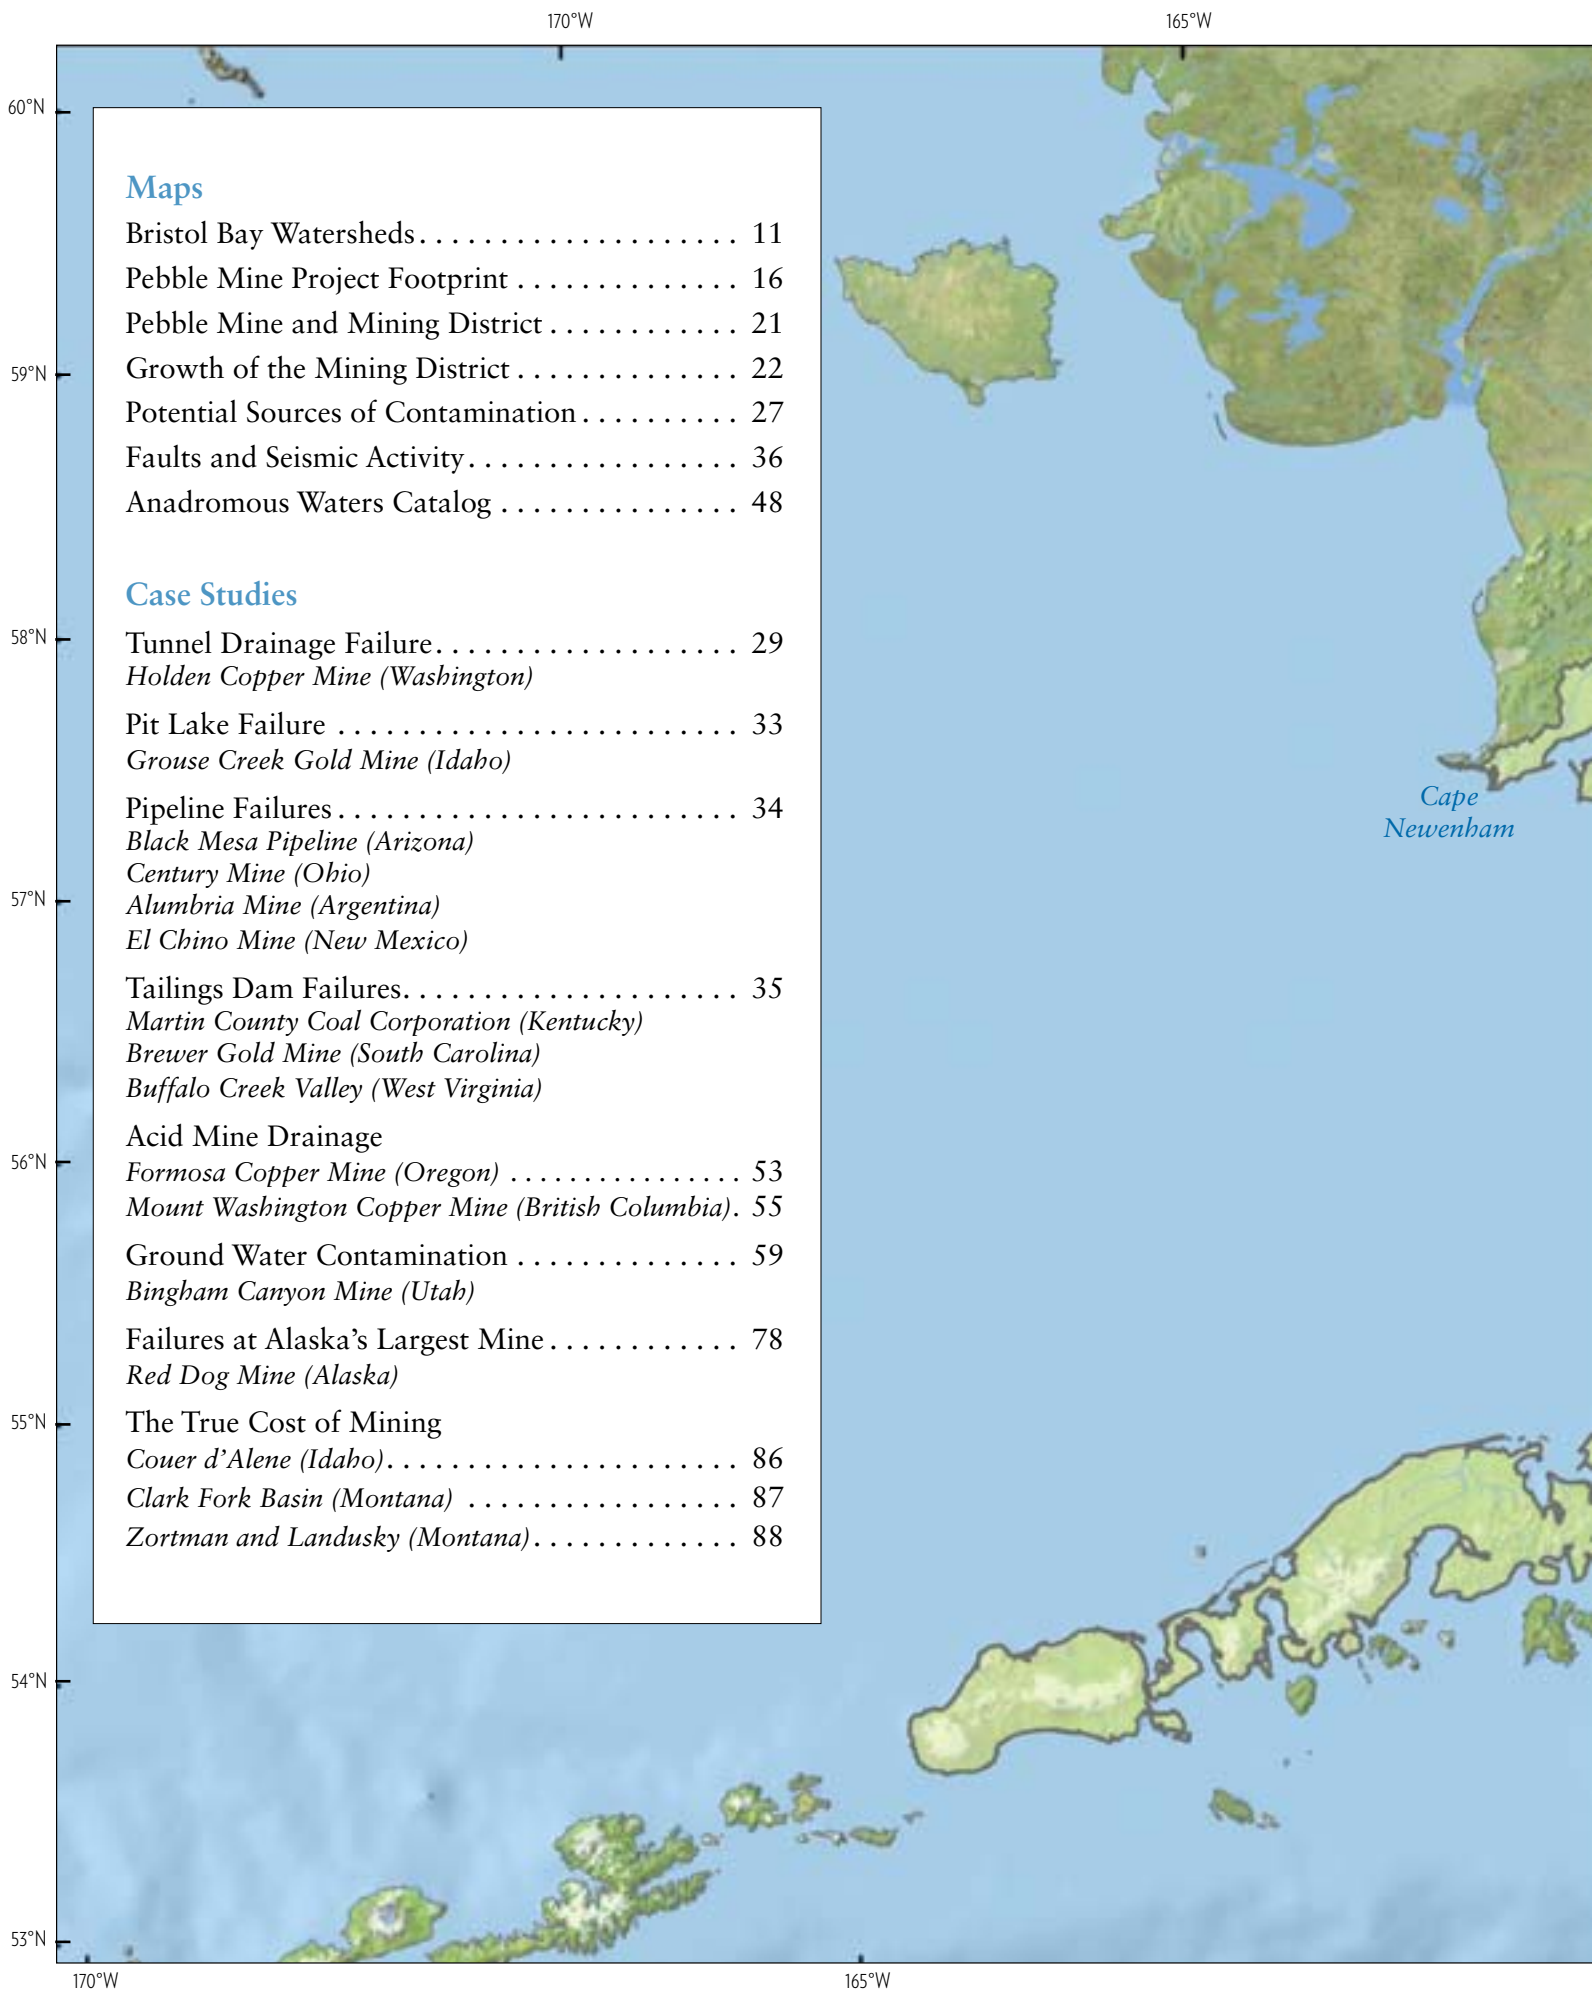 170°W 165°W
60°N
59°N
58°N
57°N
56°N
55°N
54°N
53°N
Maps
Bristol Bay Watersheds.................... 11
Pebble Mine Project Footprint.............. 16
Pebble Mine and Mining District............ 21
Growth of the Mining District.............. 22
Potential Sources of Contamination.......... 27
Faults and Seismic Activity................. 36
Anadromous Waters Catalog ............... 48
Case Studies
Tunnel Drainage Failure................... 29
Holden Copper Mine (Washington)
Pit Lake Failure ......................... 33
Grouse Creek Gold Mine (Idaho)
Pipeline Failures......................... 34
Black Mesa Pipeline (Arizona)
Century Mine (Ohio)
Alumbria Mine (Argentina)
El Chino Mine (New Mexico)
Tailings Dam Failures..................... 35
Martin County Coal Corporation (Kentucky)
Brewer Gold Mine (South Carolina)
Buffalo Creek Valley (West Virginia)
Acid Mine Drainage
Formosa Copper Mine (Oregon) ............... 53
Mount Washington Copper Mine (British Columbia). 55
Ground Water Contamination .............. 59
Bingham Canyon Mine (Utah)
Failures at Alaska's Largest Mine............ 78
Red Dog Mine (Alaska)
The True Cost of Mining
Couer d'Alene (Idaho)...................... 86
Clark Fork Basin (Montana) ................. 87
Zortman and Landusky (Montana)............. 88
Cape
Newenham
170°W 165°W